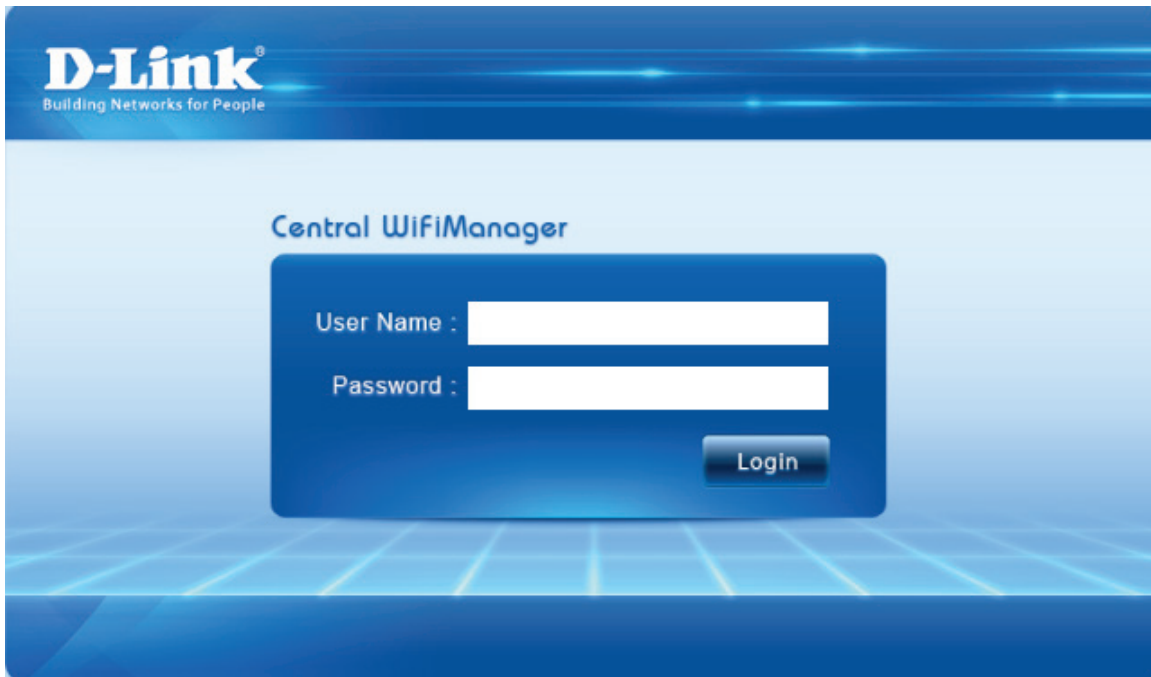 D-Link®
Building Networks for People
Central WiFiManager
User Name :
Password :
Login